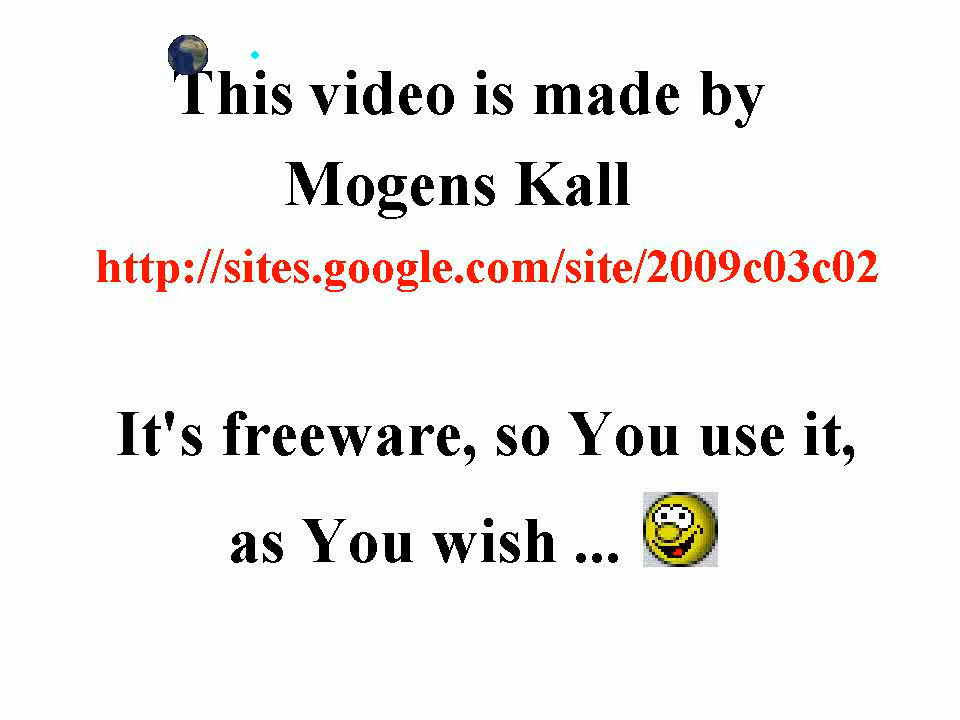 This video is made by
Mogens Kall
http://sites.google.com/site/2009c03c02
It's freeware, so You use it,
as You wish ...